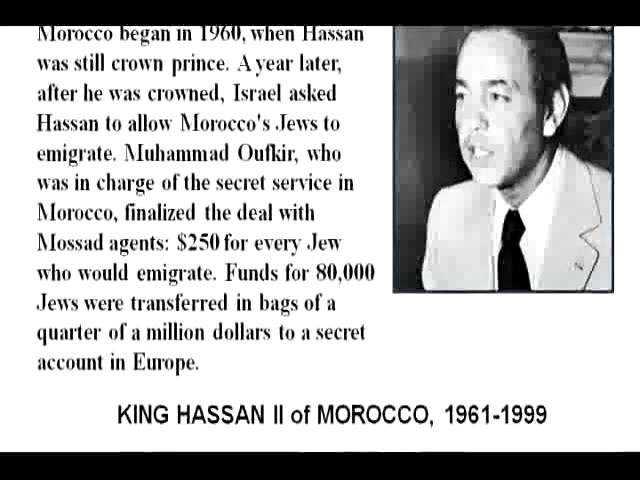 Morocco began in 1960, when Hassan
was still crown prince. A year later,
after he was crowned, Israel asked
Hassan to allow Morocco's Jews to
emigrate. Muhammad Oufkir, who
was in charge of the secret service in
Morocco, finalized the deal with
Mossad agents: $250 for every Jew
who would emigrate. Funds for 80,000
Jews were transferred in bags of a
quarter of a million dollars to a secret
account in Europe.
KING HASSAN II of MOROCCO, 1961-1999